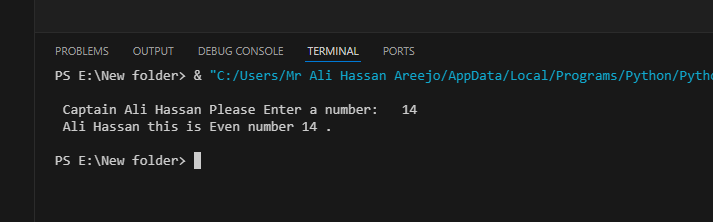 PROBLEMS OUTPUT DEBUG CONSOLE TERMINAL PORTS
PS E:\New folder> & "C:/Users/Mr Ali Hassan Areejo/AppData/Local/Programs/Python/Pytho
Captain Ali Hassan Please Enter a number:   14
Ali Hassan this is Even number 14 .
PS E:\New folder>